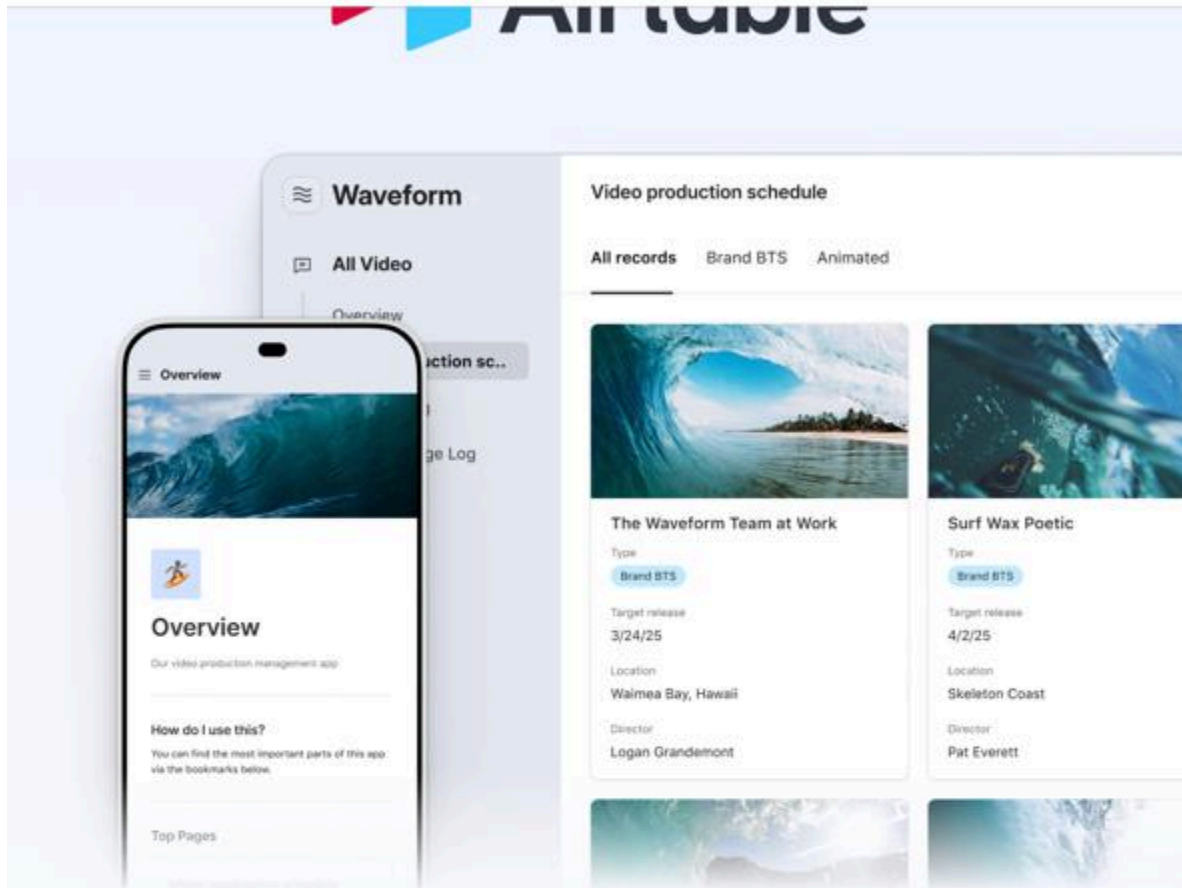 Airtable
Waveform
All Video
Overview
uction sc..
ge Log
Video production schedule
All records Brand BTS Animated
The Waveform Team at Work
Type
Brand BTS
Target release
3/24/25
Location
Waimea Bay, Hawaii
Director
Logan Grandemont
Surf Wax Poetic
Type
Brand BTS
Target release
4/2/25
Location
Skeleton Coast
Director
Pat Everett
Overview
Overview
Our video production management app
How do I use this?
You can find the most important parts of this app
via the bookmarks below.
Top Pages